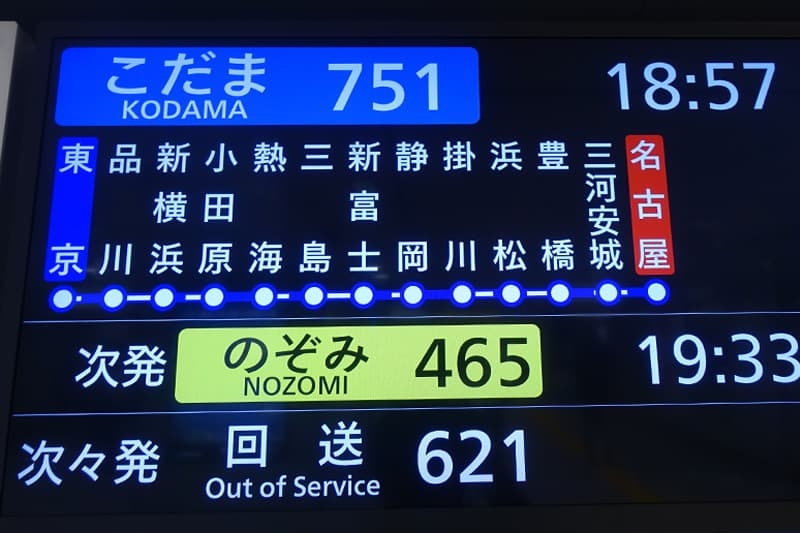 こだま 751 18:57
KODAMA
東京 品川 新横浜 小田原 熱海 三島 新富士 静岡 掛川 浜松 豊橋 三河安城 名古屋
次発 のぞみ 465 19:33
NOZOMI
次々発 回送 621
Out of Service